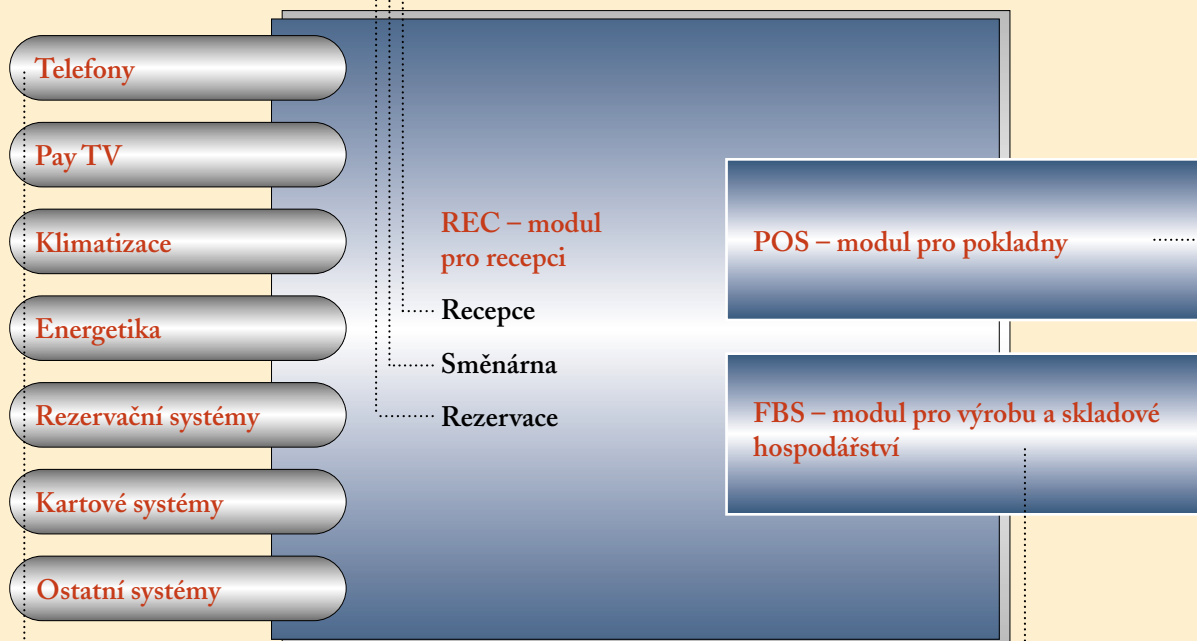 Telefony
Pay TV
Klimatizace
Energetika
Rezervační systémy
Kartové systémy
Ostatní systémy
REC – modul
pro recepci
Recepce
Směnárna
Rezervace
POS – modul pro pokladny
FBS – modul pro výrobu a skladové
hospodářství